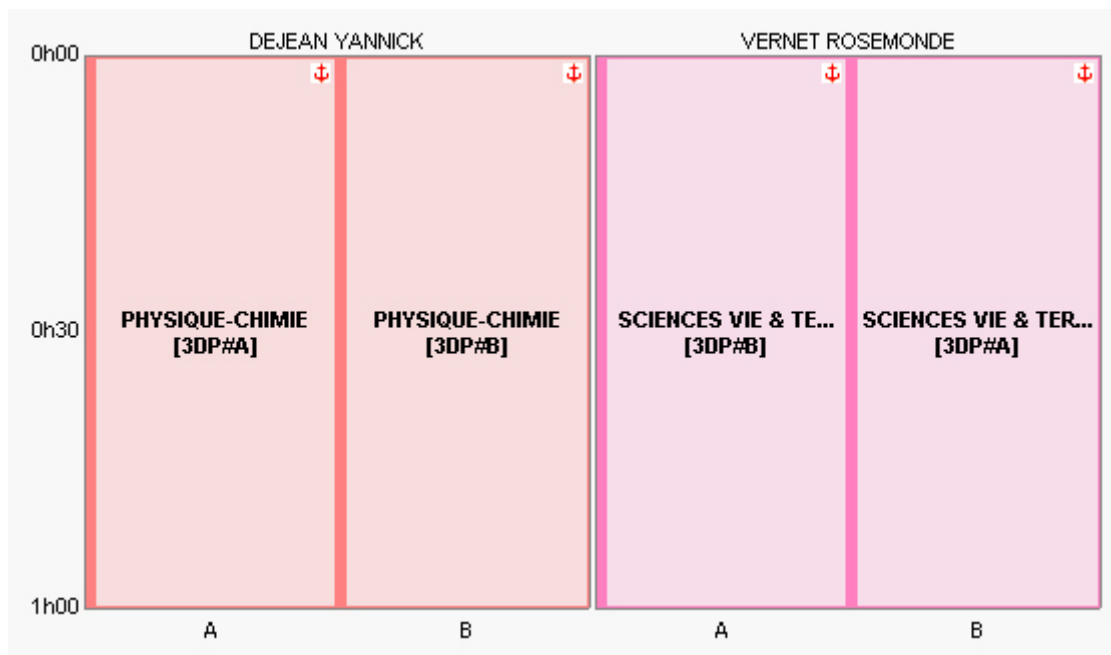 DEJEAN YANNICK
VERNET ROSEMONDE
0h00
PHYSIQUE-CHIMIE
[3DP#A]
PHYSIQUE-CHIMIE
[3DP#B]
SCIENCES VIE & TE...
[3DP#B]
SCIENCES VIE & TER...
[3DP#A]
0h30
1h00
A
B
A
B